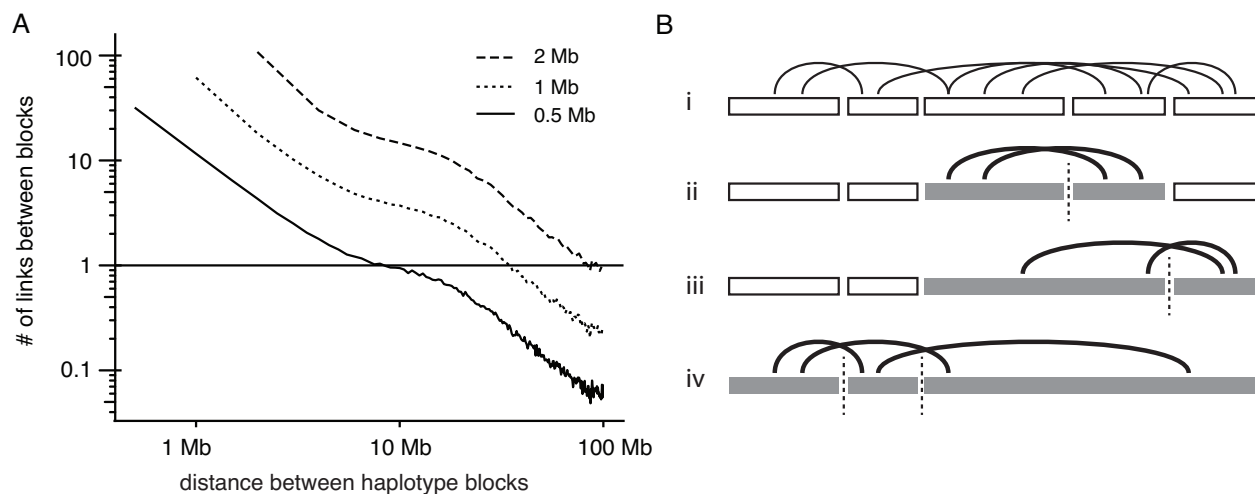 A
100
10
1
0.1
# of links between blocks
2 Mb
1 Mb
0.5 Mb
1 Mb
10 Mb
100 Mb
distance between haplotype blocks
B
i
ii
iii
iv